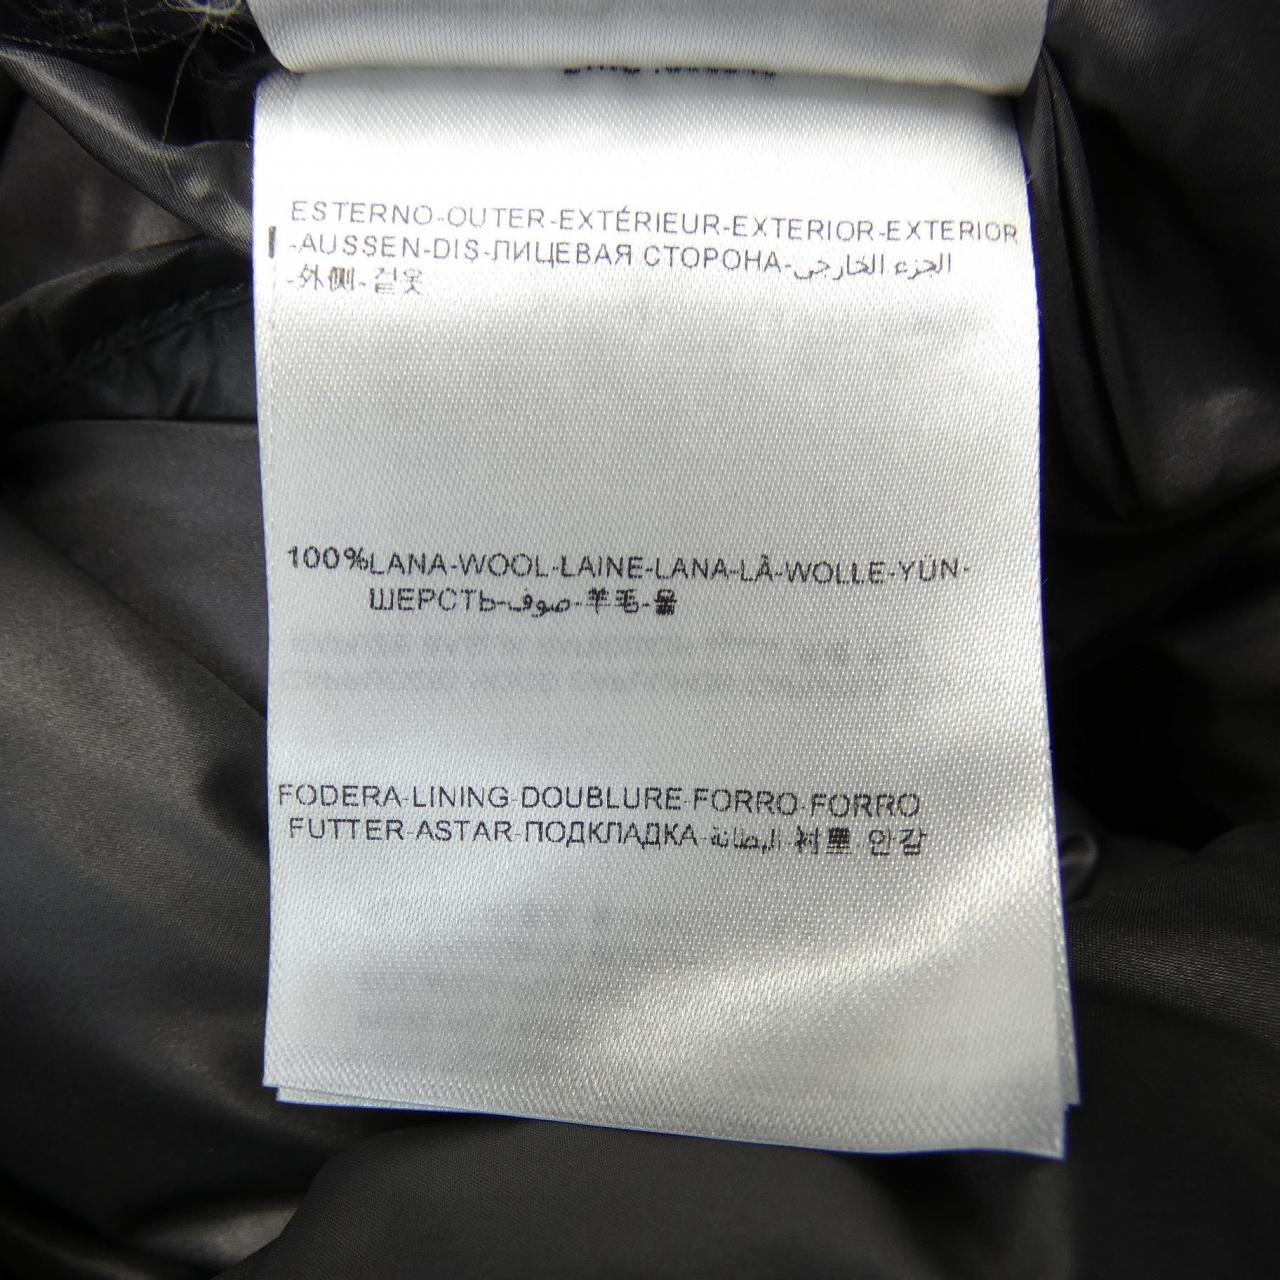 ESTERNO-OUTER-EXTÉRIEUR-EXTERIOR-EXTERIOR
-AUSSEN-DIS-ЛИЦЕВАЯ СТОРОНА-الجزء الخارجي
-外侧-겉옷
100%LANA-WOOL-LAINE-LANA-LÃ-WOLLE-YÜN-
ШЕРСТЬ-صوف-羊毛-울
FODERA-LINING-DOUBLURE-FORRO-FORRO
FUTTER-ASTAR-ПОДКЛАДКА-البطانة-衬里-안감